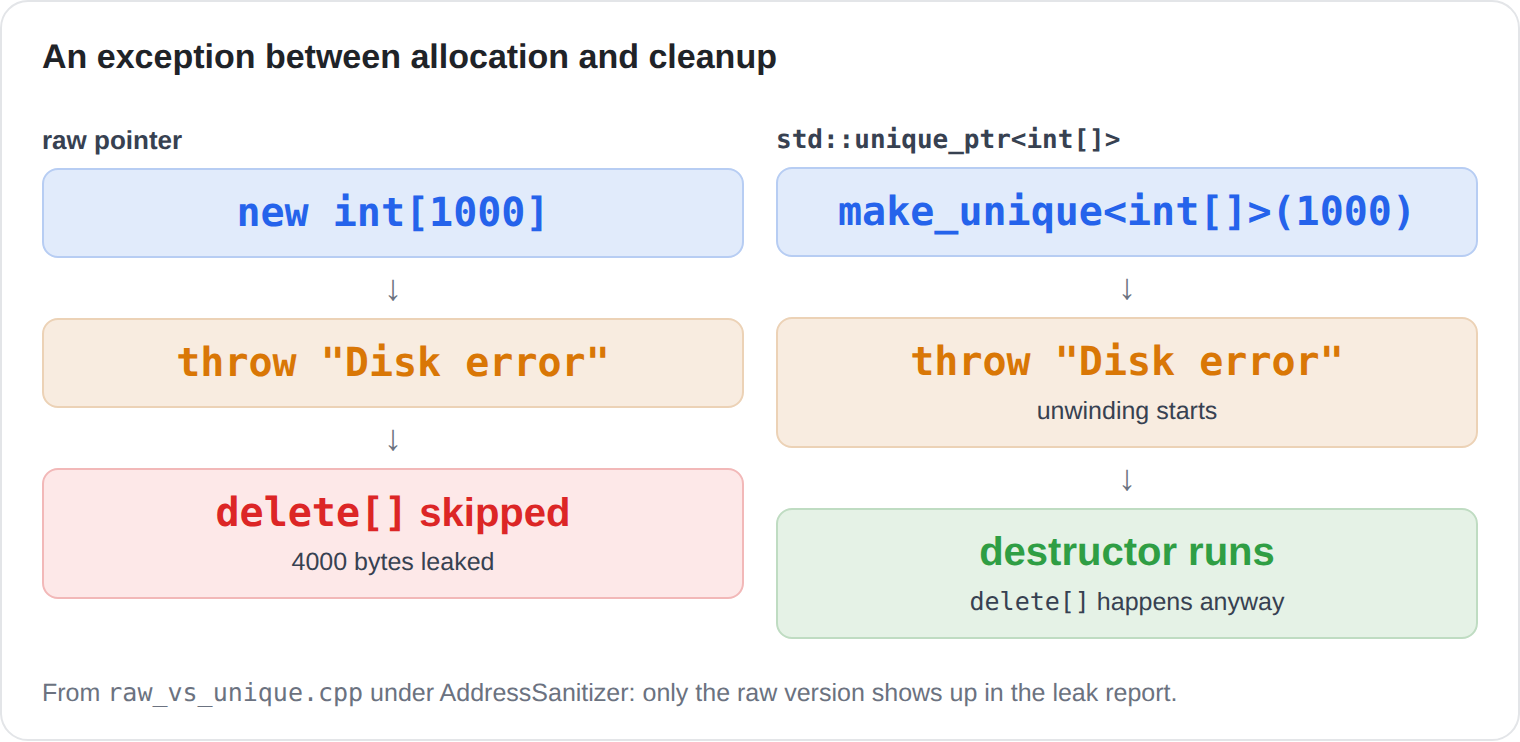 An exception between allocation and cleanup
raw pointer
new int[1000]
↓
throw "Disk error"
↓
delete[] skipped
4000 bytes leaked
std::unique_ptr<int[]>
make_unique<int[]>(1000)
↓
throw "Disk error"
unwinding starts
↓
destructor runs
delete[] happens anyway
From raw_vs_unique.cpp under AddressSanitizer: only the raw version shows up in the leak report.